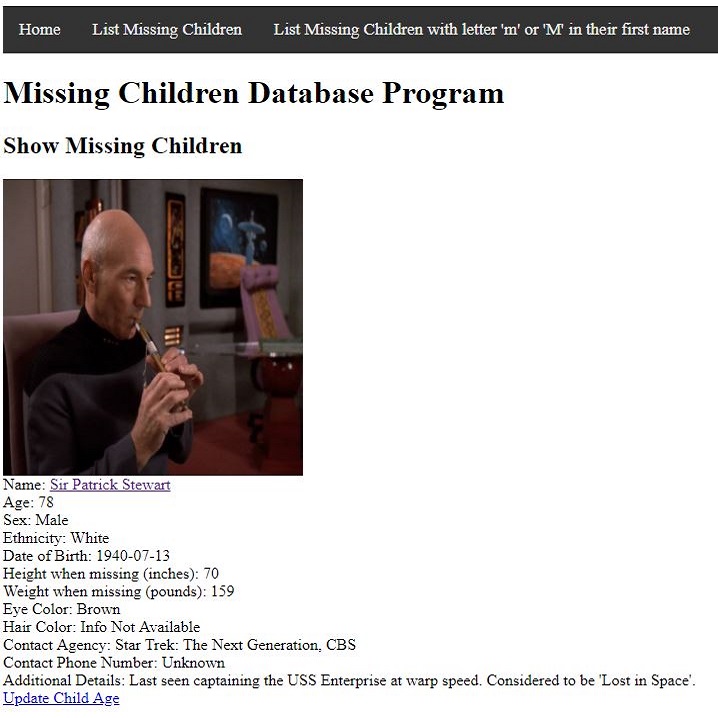 Home List Missing Children List Missing Children with letter 'm' or 'M' in their first name
Missing Children Database Program
Show Missing Children
Name: Sir Patrick Stewart
Age: 78
Sex: Male
Ethnicity: White
Date of Birth: 1940-07-13
Height when missing (inches): 70
Weight when missing (pounds): 159
Eye Color: Brown
Hair Color: Info Not Available
Contact Agency: Star Trek: The Next Generation, CBS
Contact Phone Number: Unknown
Additional Details: Last seen captaining the USS Enterprise at warp speed. Considered to be 'Lost in Space'.
Update Child Age